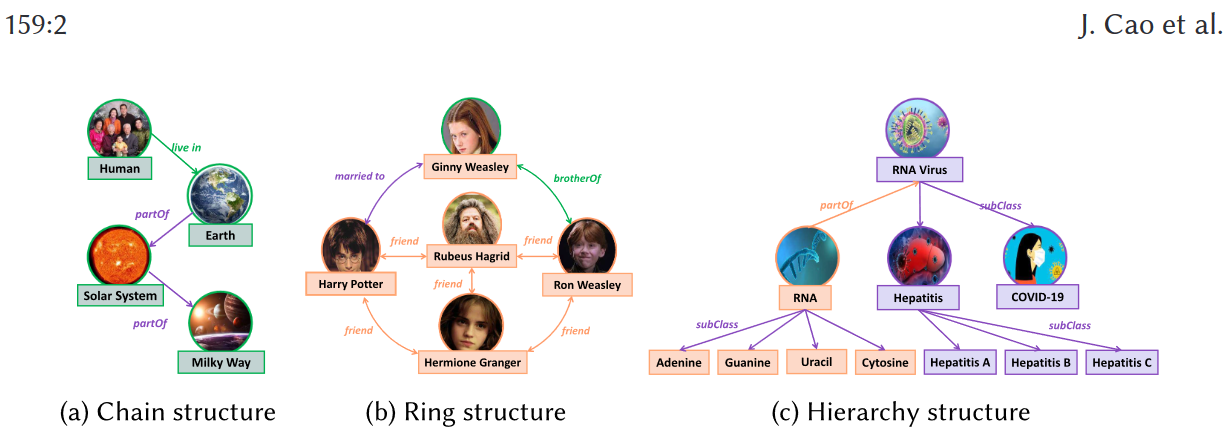 159:2 J. Cao et al.
Human
live in
Earth
partOf
Solar System
partOf
Milky Way
(a) Chain structure
Ginny Weasley
married to
brotherOf
Rubeus Hagrid
friend
friend
Harry Potter
Ron Weasley
friend
friend
friend
Hermione Granger
(b) Ring structure
RNA Virus
partOf
subClass
RNA
Hepatitis
COVID-19
subClass
subClass
Adenine
Guanine
Uracil
Cytosine
Hepatitis A
Hepatitis B
Hepatitis C
(c) Hierarchy structure